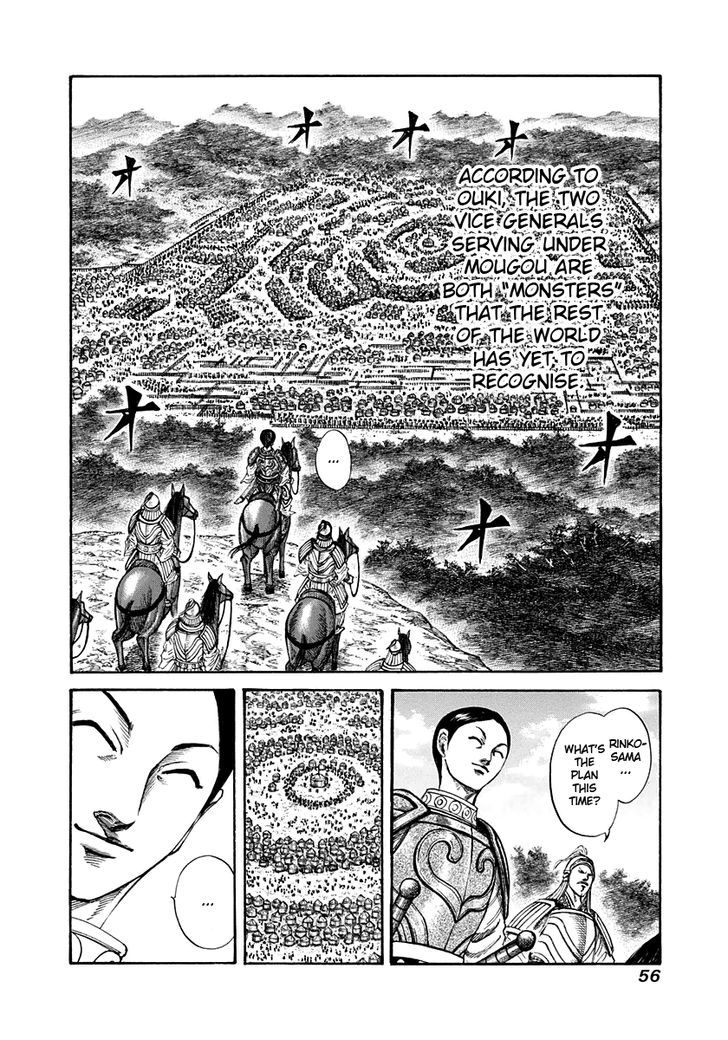 オ
オ
オ
オ
ACCORDING TO
OUKI, THE TWO
VICE GENERALS
SERVING UNDER
MOUGOU ARE
BOTH "MONSTERS"
THAT THE REST
OF THE WORLD
HAS YET TO
RECOGNISE.
オ
オ
オ
...
RINKO-
SAMA
...
WHAT'S
THE
PLAN
THIS
TIME?
...
56